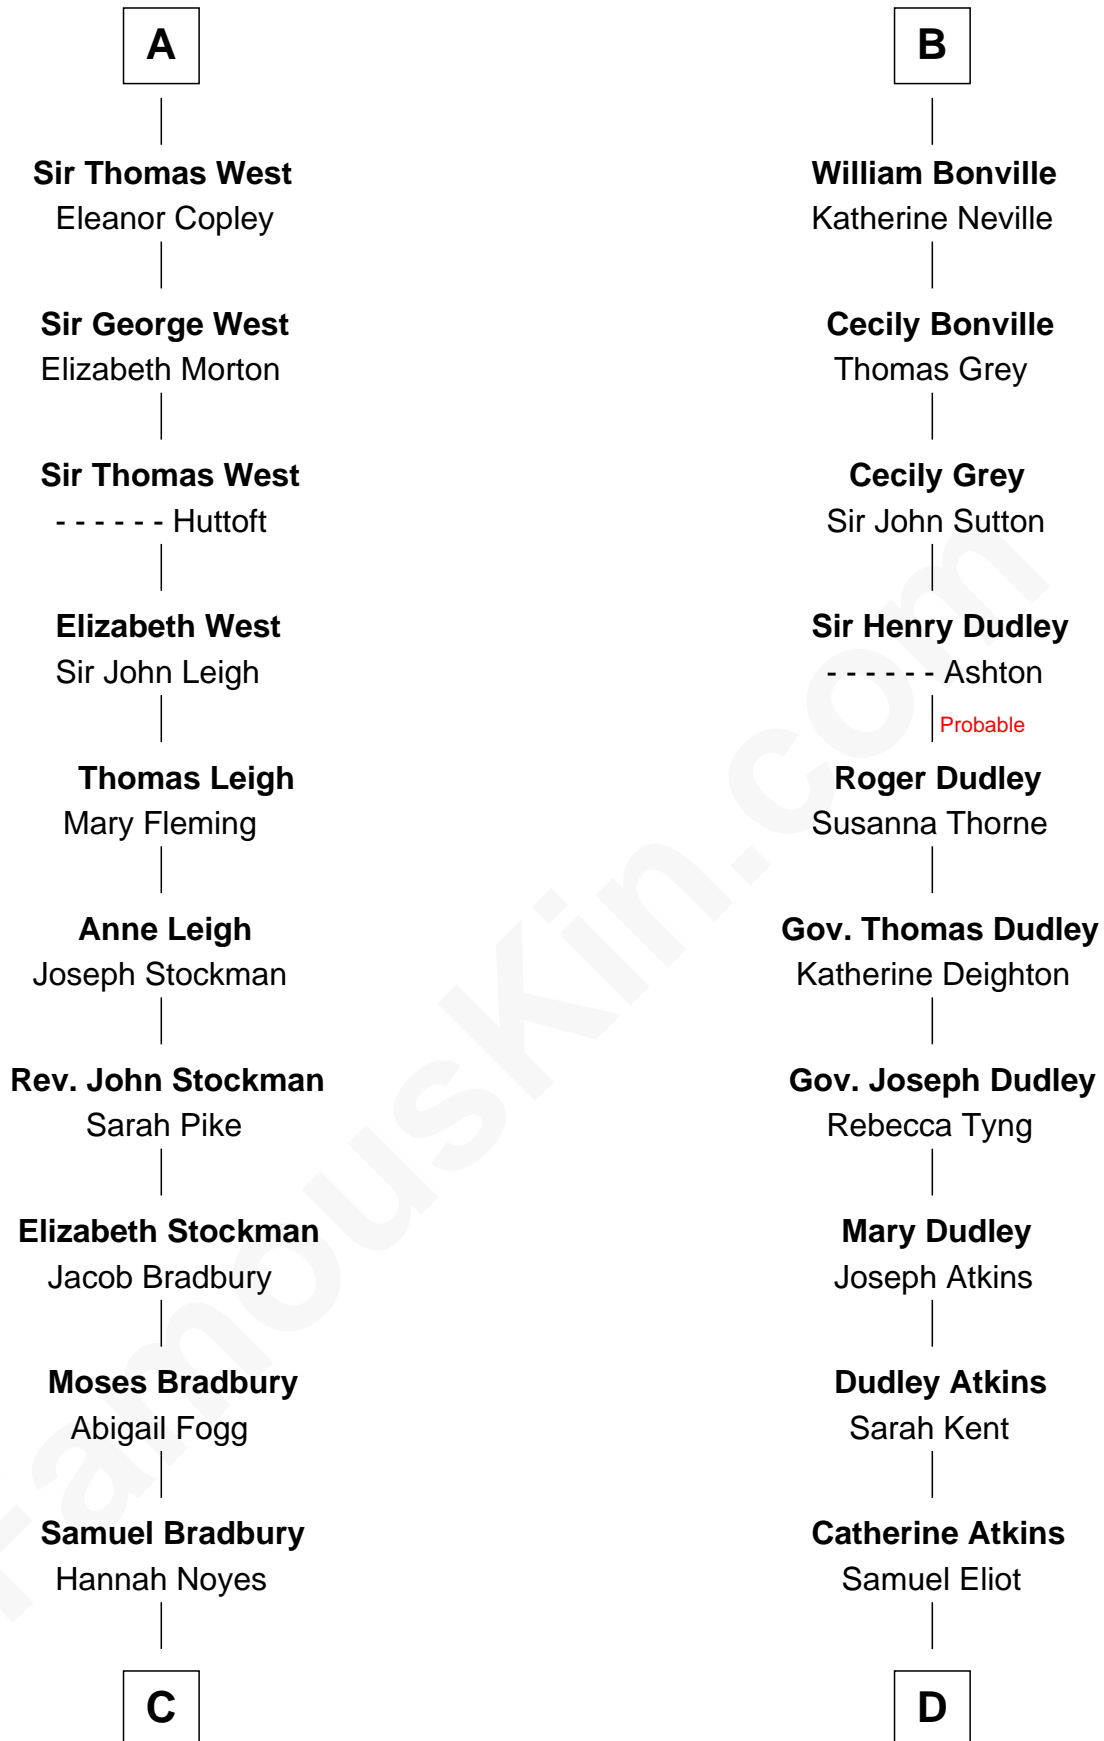 A
Sir Thomas West
Eleanor Copley
Sir George West
Elizabeth Morton
Sir Thomas West
- - - - - - Huttoft
Elizabeth West
Sir John Leigh
Thomas Leigh
Mary Fleming
Anne Leigh
Joseph Stockman
Rev. John Stockman
Sarah Pike
Elizabeth Stockman
Jacob Bradbury
Moses Bradbury
Abigail Fogg
Samuel Bradbury
Hannah Noyes
C
B
William Bonville
Katherine Neville
Cecily Bonville
Thomas Grey
Cecily Grey
Sir John Sutton
Sir Henry Dudley
- - - - - - Ashton
Probable
Roger Dudley
Susanna Thorne
Gov. Thomas Dudley
Katherine Deighton
Gov. Joseph Dudley
Rebecca Tyng
Mary Dudley
Joseph Atkins
Dudley Atkins
Sarah Kent
Catherine Atkins
Samuel Eliot
D
FamousKin.com